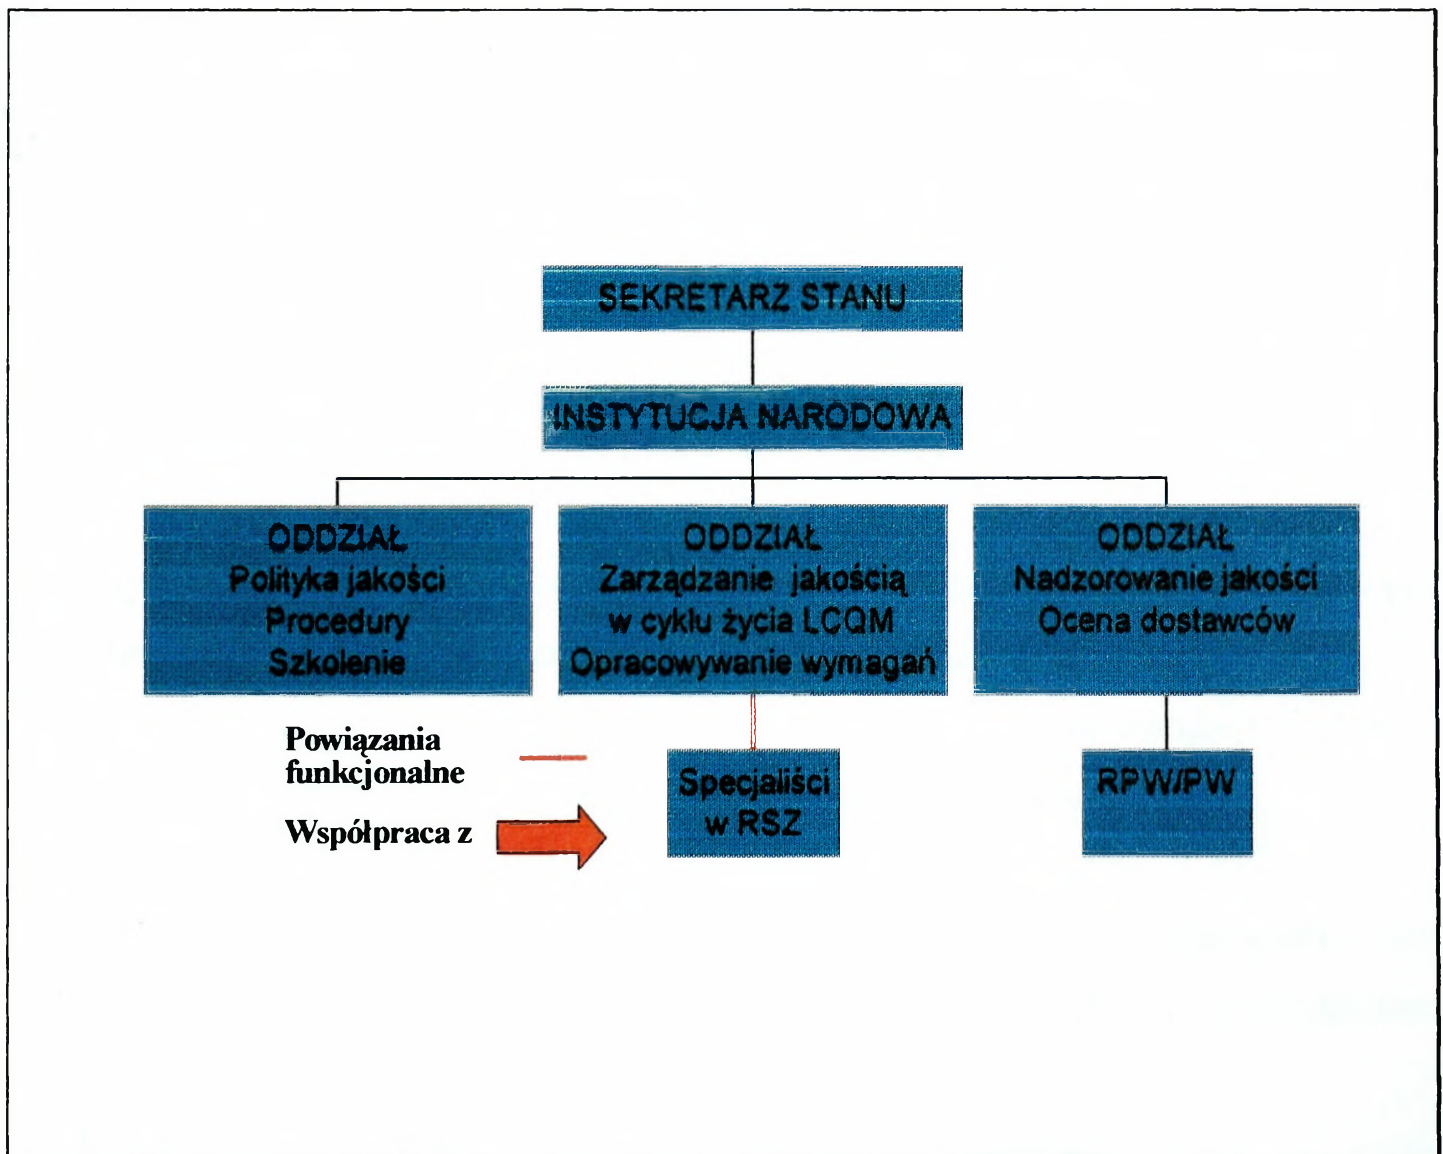 SEKRETARZ STANU
INSTYTUCJA NARODOWA
ODDZIAŁ
Polityka jakości
Procedury
Szkolenie
ODDZIAŁ
Zarządzanie jakością
w cyklu życia LCQM
Opracowywanie wymagań
ODDZIAŁ
Nadzorowanie jakości
Ocena dostawców
Powiązania
funkcjonalne
Współpraca z
Specjaliści
w RSZ
RPW/PW